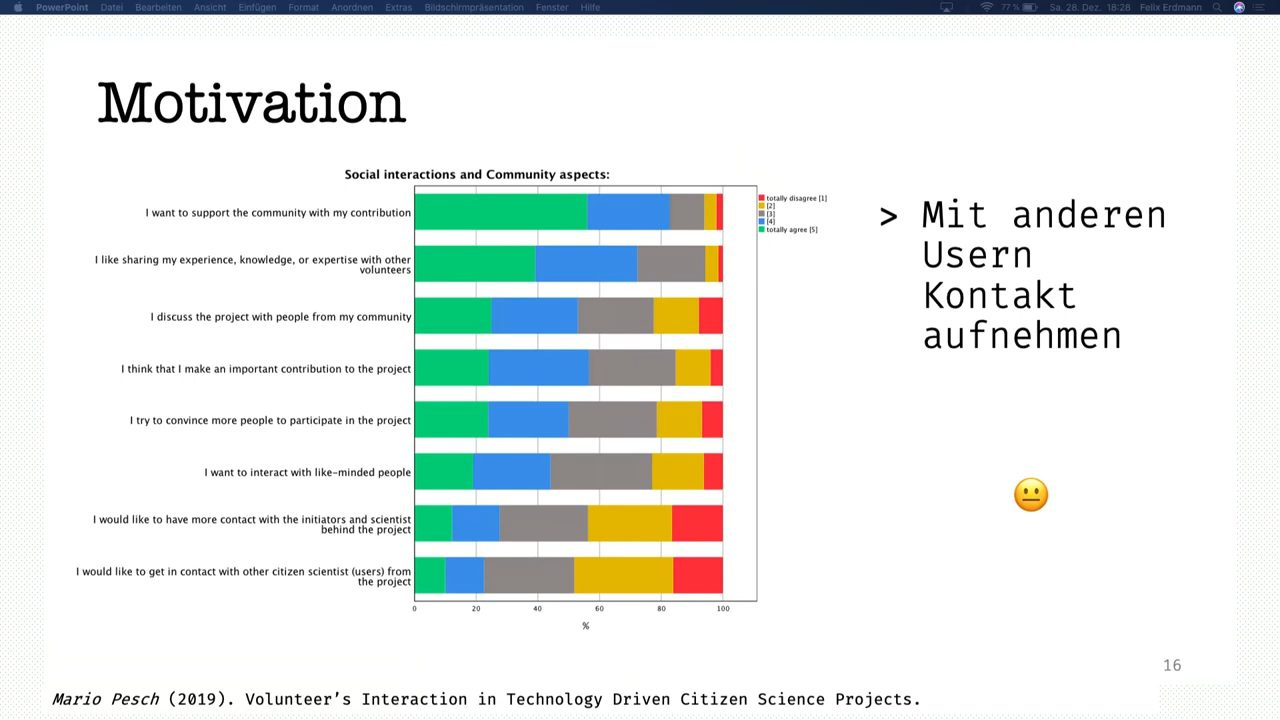 PowerPoint Datei Bearbeiten Ansicht Einfügen Format Anordnen Extras Bildschirmpräsentation Fenster Hilfe 77 % Sa. 28. Dez. 18:28 Felix Erdmann
Motivation
Social interactions and Community aspects:
I want to support the community with my contribution
I like sharing my experience, knowledge, or expertise with other
volunteers
I discuss the project with people from my community
I think that I make an important contribution to the project
I try to convince more people to participate in the project
I want to interact with like-minded people
I would like to have more contact with the initiators and scientist
behind the project
I would like to get in contact with other citizen scientist (users) from
the project
0 20 40 60 80 100
%
totally disagree [1]
[2]
[3]
[4]
totally agree [5]
> Mit anderen
Usern
Kontakt
aufnehmen
16
Mario Pesch (2019). Volunteer's Interaction in Technology Driven Citizen Science Projects.